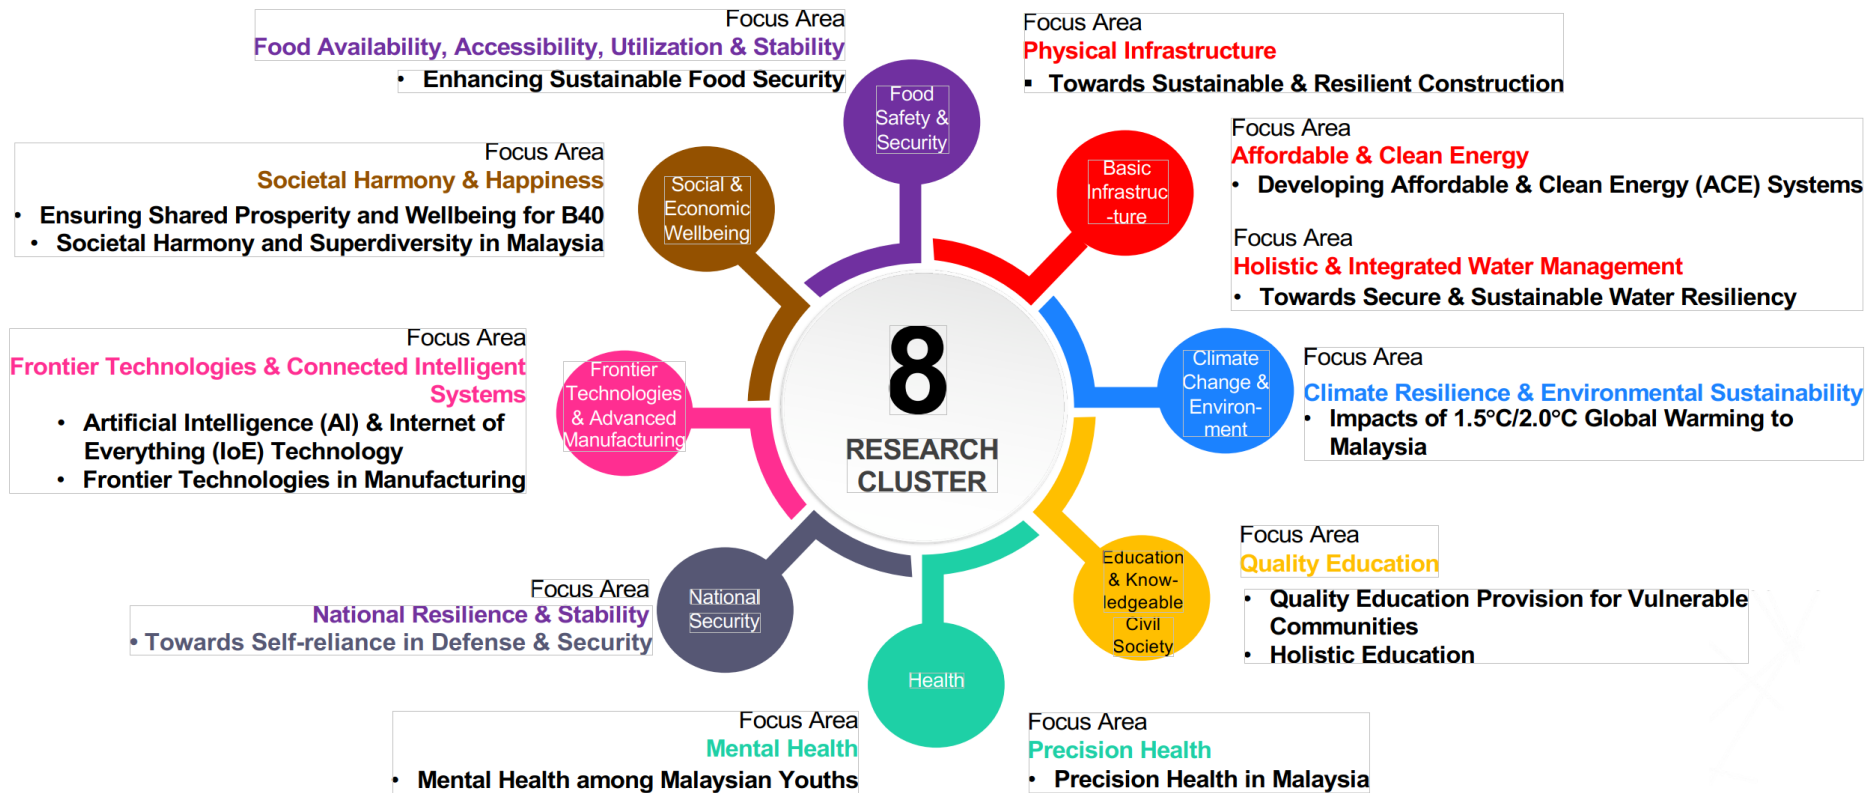 Focus Area
Food Availability, Accessibility, Utilization & Stability
• Enhancing Sustainable Food Security
Focus Area
Physical Infrastructure
▪ Towards Sustainable & Resilient Construction
Food
Safety &
Security
Focus Area
Societal Harmony & Happiness
• Ensuring Shared Prosperity and Wellbeing for B40
• Societal Harmony and Superdiversity in Malaysia
Social &
Economic
Wellbeing
Basic
Infrastruc
-ture
Focus Area
Affordable & Clean Energy
• Developing Affordable & Clean Energy (ACE) Systems
Focus Area
Holistic & Integrated Water Management
• Towards Secure & Sustainable Water Resiliency
Focus Area
Frontier Technologies & Connected Intelligent
Systems
• Artificial Intelligence (AI) & Internet of
Everything (IoE) Technology
• Frontier Technologies in Manufacturing
Frontier
Technologies
& Advanced
Manufacturing
8
RESEARCH
CLUSTER
Climate
Change &
Environ-
ment
Focus Area
Climate Resilience & Environmental Sustainability
• Impacts of 1.5°C/2.0°C Global Warming to
Malaysia
Focus Area
National Resilience & Stability
• Towards Self-reliance in Defense & Security
National
Security
Education
& Know-
ledgeable
Civil
Society
Focus Area
Quality Education
• Quality Education Provision for Vulnerable
Communities
• Holistic Education
Health
Focus Area
Mental Health
• Mental Health among Malaysian Youths
Focus Area
Precision Health
• Precision Health in Malaysia